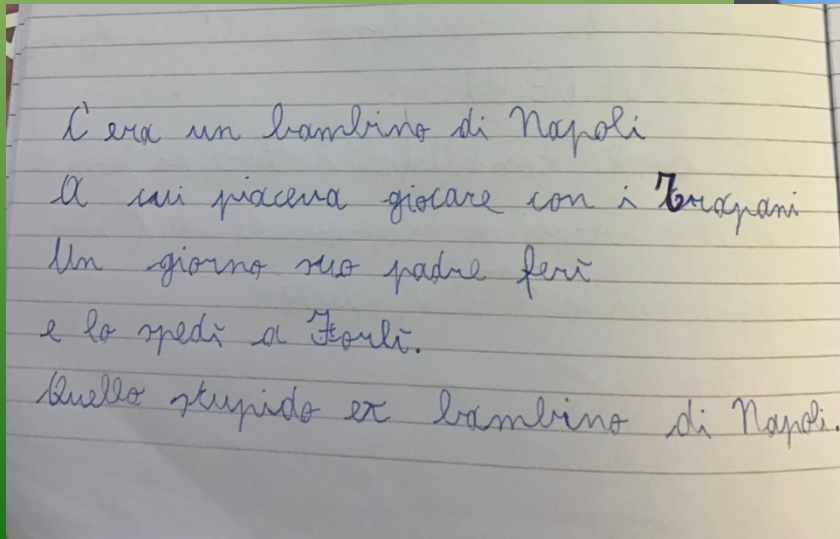 C'era un bambino di Napoli
A cui piaceva giocare con i Trapani
Un giorno suo padre ferì
e lo spedì a Forlì.
Quello stupido ex bambino di Napoli.